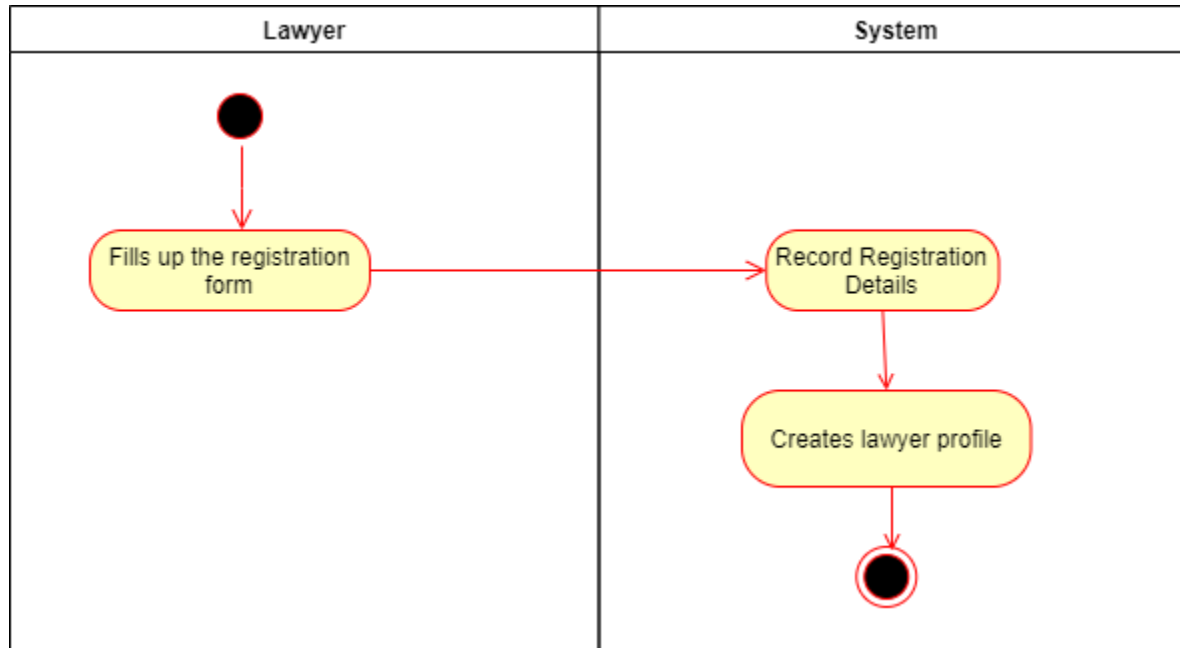 Lawyer
System
Fills up the registration
form
Record Registration
Details
Creates lawyer profile